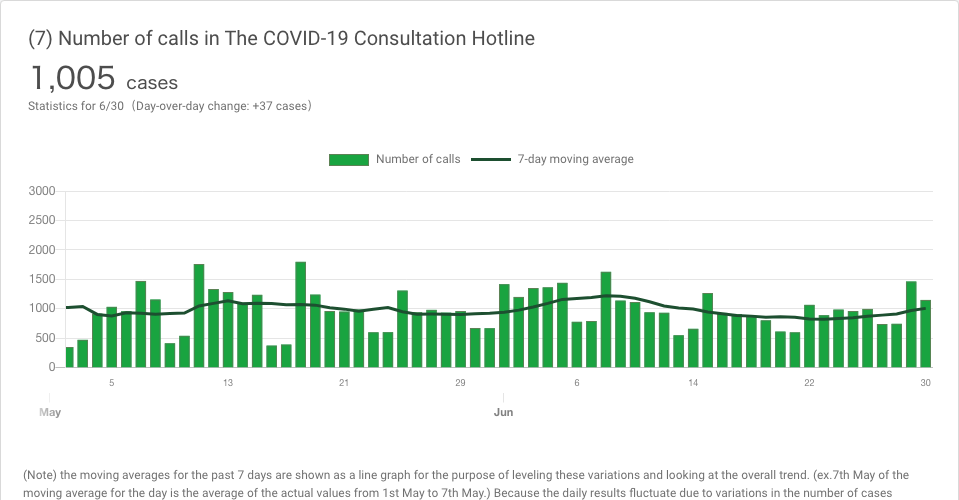 (7) Number of calls in The COVID-19 Consultation Hotline
1,005 cases
Statistics for 6/30 (Day-over-day change: +37 cases)
Number of calls 7-day moving average
3000
2500
2000
1500
1000
500
0
5 13 21 29 6 14 22 30
May Jun
(Note) the moving averages for the past 7 days are shown as a line graph for the purpose of leveling these variations and looking at the overall trend. (ex.7th May of the
moving average for the day is the average of the actual values from 1st May to 7th May.) Because the daily results fluctuate due to variations in the number of cases